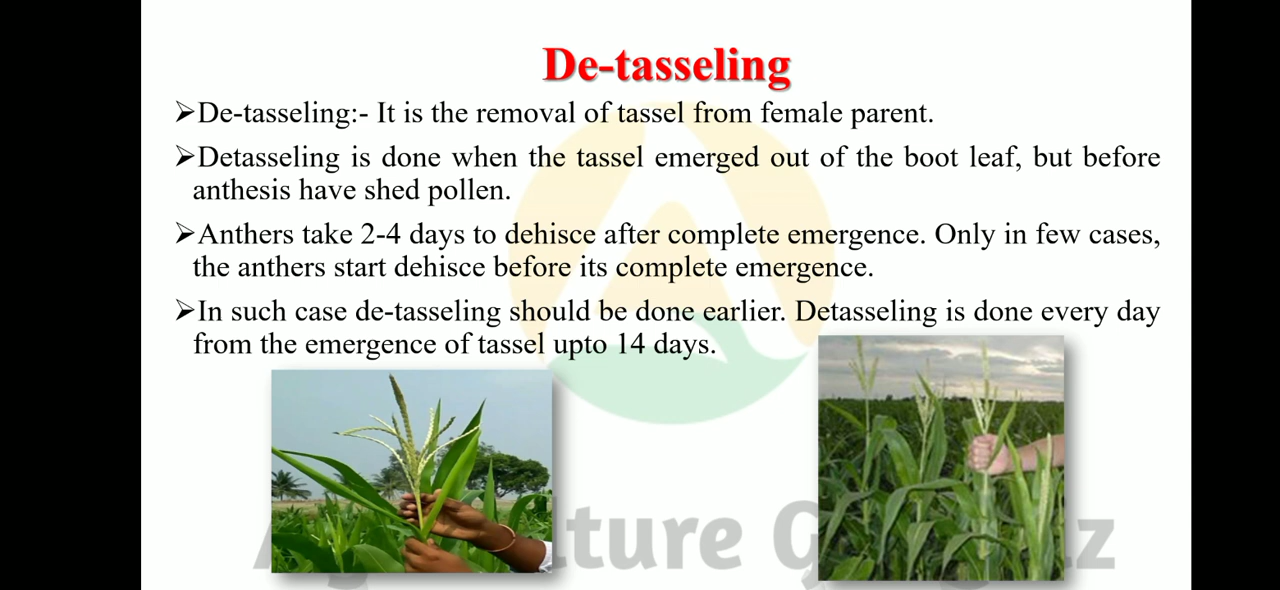 De-tasseling
➢De-tasseling:- It is the removal of tassel from female parent.
➢Detasseling is done when the tassel emerged out of the boot leaf, but before
anthesis have shed pollen.
➢Anthers take 2-4 days to dehisce after complete emergence. Only in few cases,
the anthers start dehisce before its complete emergence.
➢In such case de-tasseling should be done earlier. Detasseling is done every day
from the emergence of tassel upto 14 days.